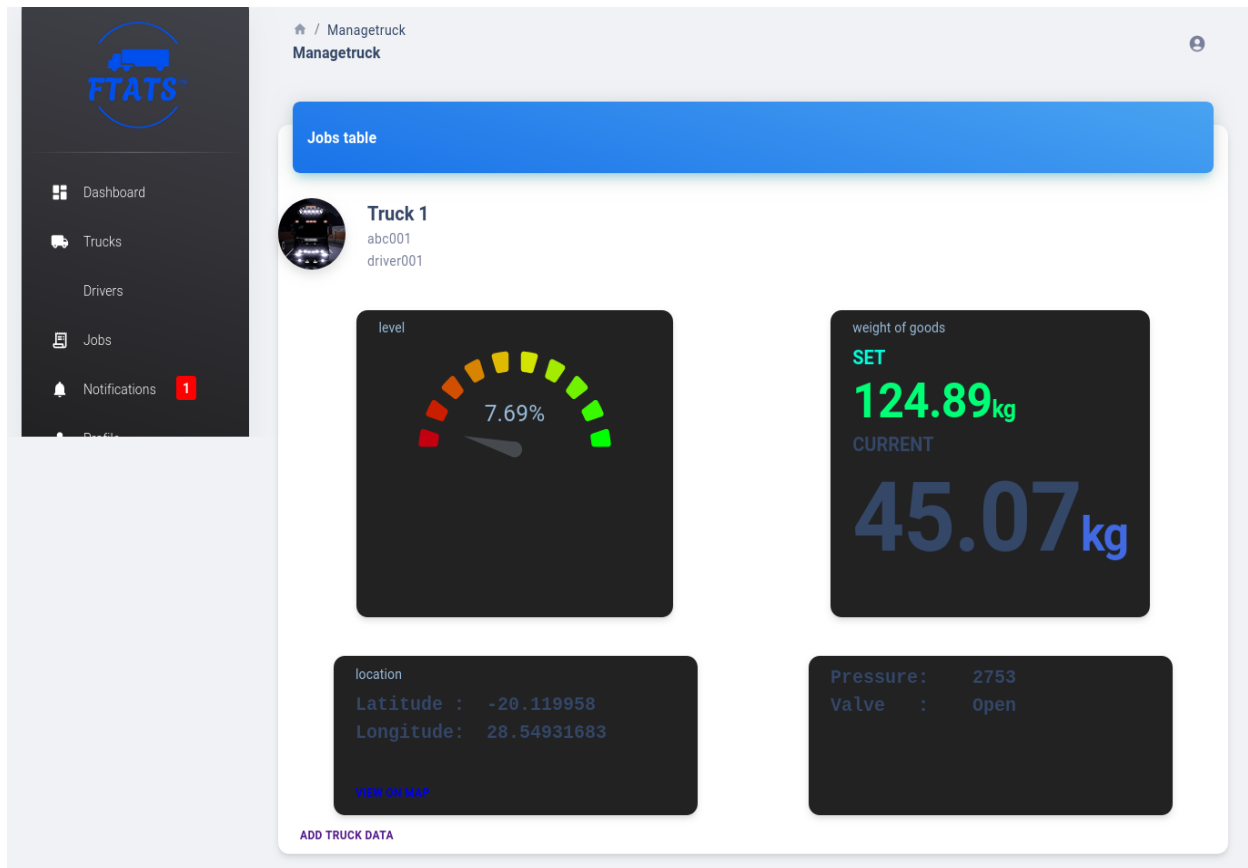 FTATS
Dashboard
Trucks
Drivers
Jobs
Notifications 1
Profile
/ Managetruck
Managetruck
Jobs table
Truck 1
abc001
driver001
level
7.69%
weight of goods
SET
124.89kg
CURRENT
45.07kg
location
Latitude : -20.119958
Longitude: 28.54931683
VIEW ON MAP
Pressure: 2753
Valve : Open
ADD TRUCK DATA